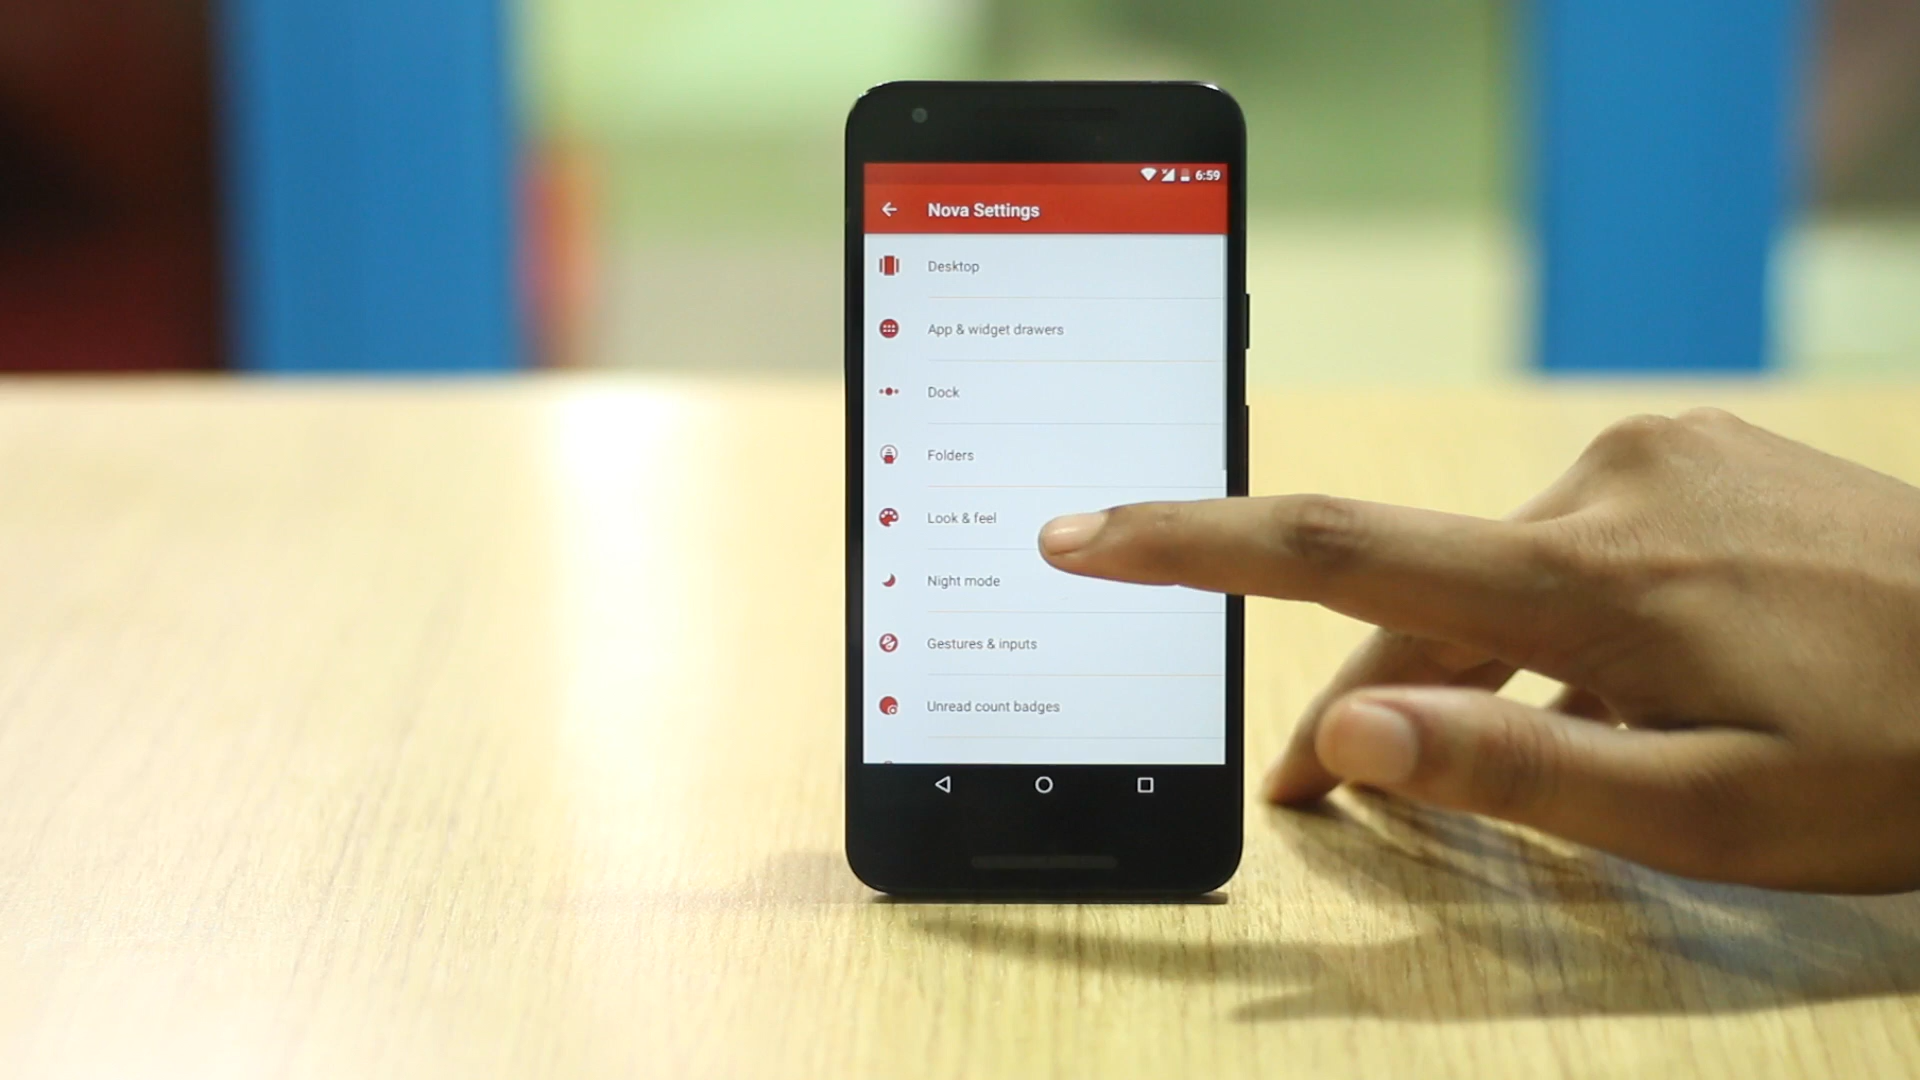 6:59
Nova Settings
Desktop
App & widget drawers
Dock
Folders
Look & feel
Night mode
Gestures & inputs
Unread count badges